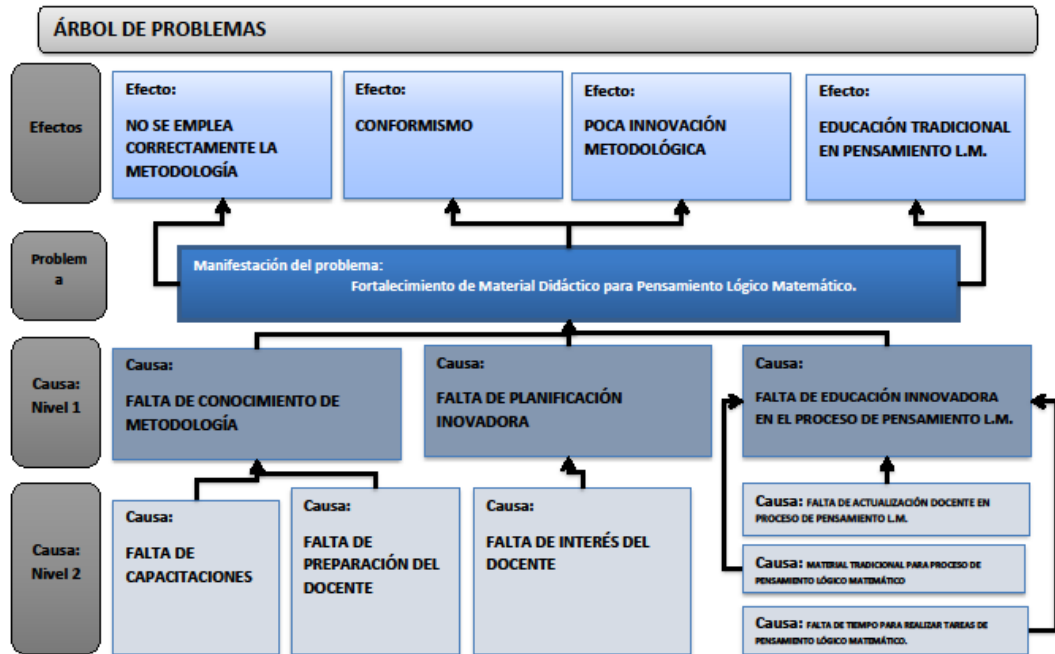 ÁRBOL DE PROBLEMAS
Efectos
Efecto:
NO SE EMPLEA
CORRECTAMENTE LA
METODOLOGÍA
Efecto:
CONFORMISMO
Efecto:
POCA INNOVACIÓN
METODOLÓGICA
Efecto:
EDUCACIÓN TRADICIONAL
EN PENSAMIENTO L.M.
Problem
a
Manifestación del problema:
Fortalecimiento de Material Didáctico para Pensamiento Lógico Matemático.
Causa:
Nivel 1
Causa:
FALTA DE CONOCIMIENTO DE
METODOLOGÍA
Causa:
FALTA DE PLANIFICACIÓN
INOVADORA
Causa:
FALTA DE EDUCACIÓN INNOVADORA
EN EL PROCESO DE PENSAMIENTO L.M.
Causa:
Nivel 2
Causa:
FALTA DE
CAPACITACIONES
Causa:
FALTA DE
PREPARACIÓN DEL
DOCENTE
Causa:
FALTA DE INTERÉS DEL
DOCENTE
Causa: FALTA DE ACTUALIZACIÓN DOCENTE EN
PROCESO DE PENSAMIENTO L.M.
Causa: MATERIAL TRADICIONAL PARA PROCESO DE
PENSAMIENTO LÓGICO MATEMÁTICO
Causa: FALTA DE TIEMPO PARA REALIZAR TAREAS DE
PENSAMIENTO LÓGICO MATEMÁTICO.